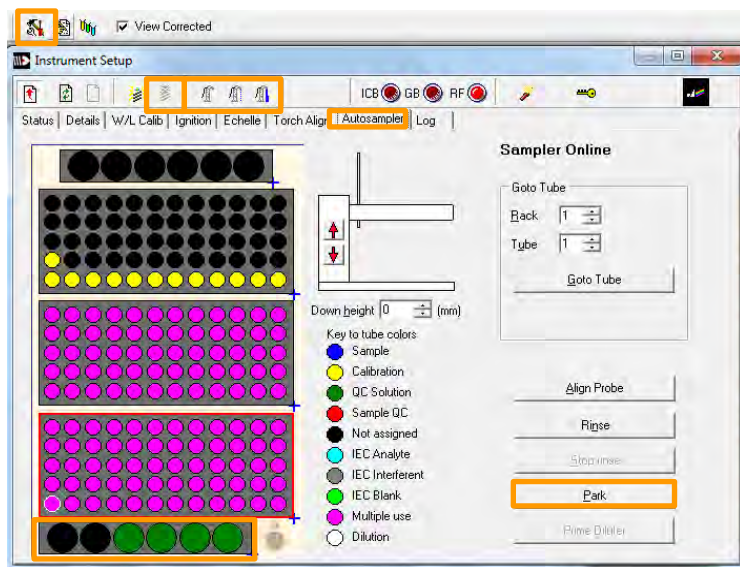 View Corrected
Instrument Setup
ICB GB RF
Status Details W/L Calib Ignition Echelle Torch Align Autosampler Log
Sampler Online
Goto Tube
Rack 1
Tube 1
Goto Tube
Down height 0 (mm)
Key to tube colors
Sample
Calibration
QC Solution
Sample QC
Not assigned
IEC Analyte
IEC Interferent
IEC Blank
Multiple use
Dilution
Align Probe
Rinse
Stop rinse
Park
Prime Diluter